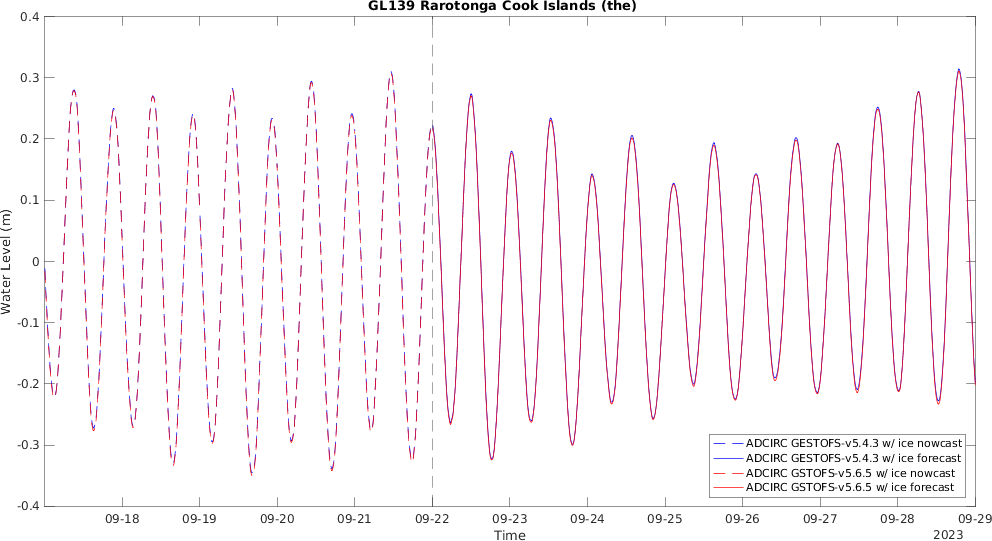 GL139 Rarotonga Cook Islands (the)
Water Level (m)
0.4
0.3
0.2
0.1
0
-0.1
-0.2
-0.3
-0.4
ADCIRC GESTOFS-v5.4.3 w/ ice nowcast
ADCIRC GESTOFS-v5.4.3 w/ ice forecast
ADCIRC GSTOFS-v5.6.5 w/ ice nowcast
ADCIRC GSTOFS-v5.6.5 w/ ice forecast
09-18 09-19 09-20 09-21 09-22 09-23 09-24 09-25 09-26 09-27 09-28 09-29
Time
2023